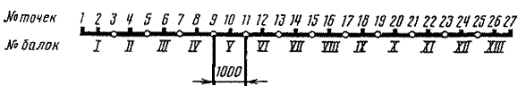 № точек 1 2 3 4 5 6 7 8 9 10 11 12 13 14 15 16 17 18 19 20 21 22 23 24 25 26 27
№ балок I II III IV V VI VII VIII IX X XI XII XIII
1000